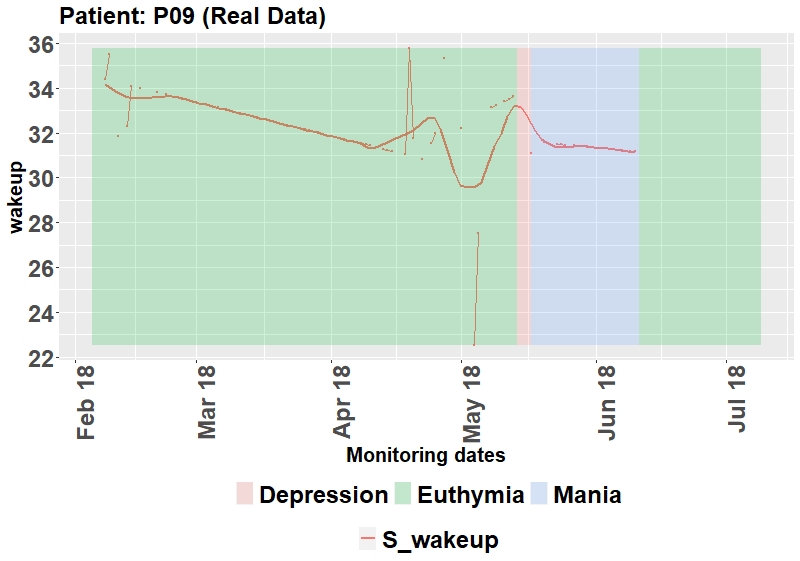 Patient: P09 (Real Data)
36
34
32
30
28
26
24
22
wakeup
Feb 18
Mar 18
Apr 18
May 18
Jun 18
Jul 18
Monitoring dates
Depression Euthymia Mania
S_wakeup